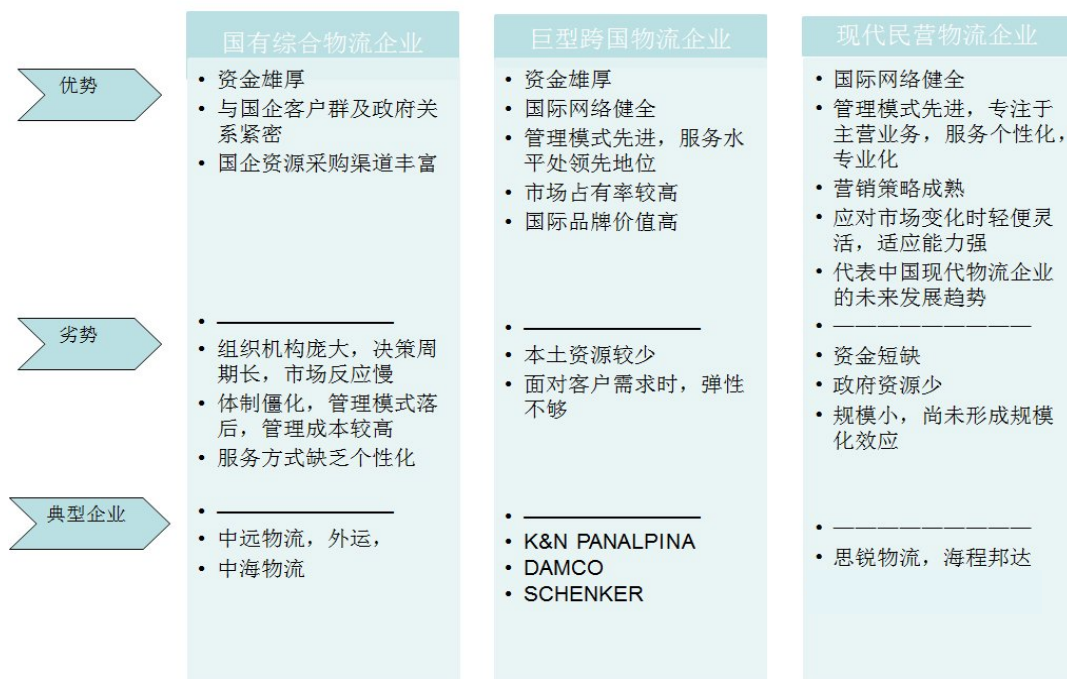 国有综合物流企业
巨型跨国物流企业
现代民营物流企业
优势
• 资金雄厚
• 与国企客户群及政府关
系紧密
• 国企资源采购渠道丰富
• 资金雄厚
• 国际网络健全
• 管理模式先进，服务水
平处领先地位
• 市场占有率较高
• 国际品牌价值高
• 国际网络健全
• 管理模式先进，专注于
主营业务，服务个性化，
专业化
• 营销策略成熟
• 应对市场变化时轻便灵
活，适应能力强
• 代表中国现代物流企业
的未来发展趋势
劣势
• 组织机构庞大，决策周
期长，市场反应慢
• 体制僵化，管理模式落
后，管理成本较高
• 服务方式缺乏个性化
• 本土资源较少
• 面对客户需求时，弹性
不够
• 资金短缺
• 政府资源少
• 规模小，尚未形成规模
化效应
典型企业
• 中远物流，外运，
• 中海物流
• K&N PANALPINA
• DAMCO
• SCHENKER
• 思锐物流，海程邦达